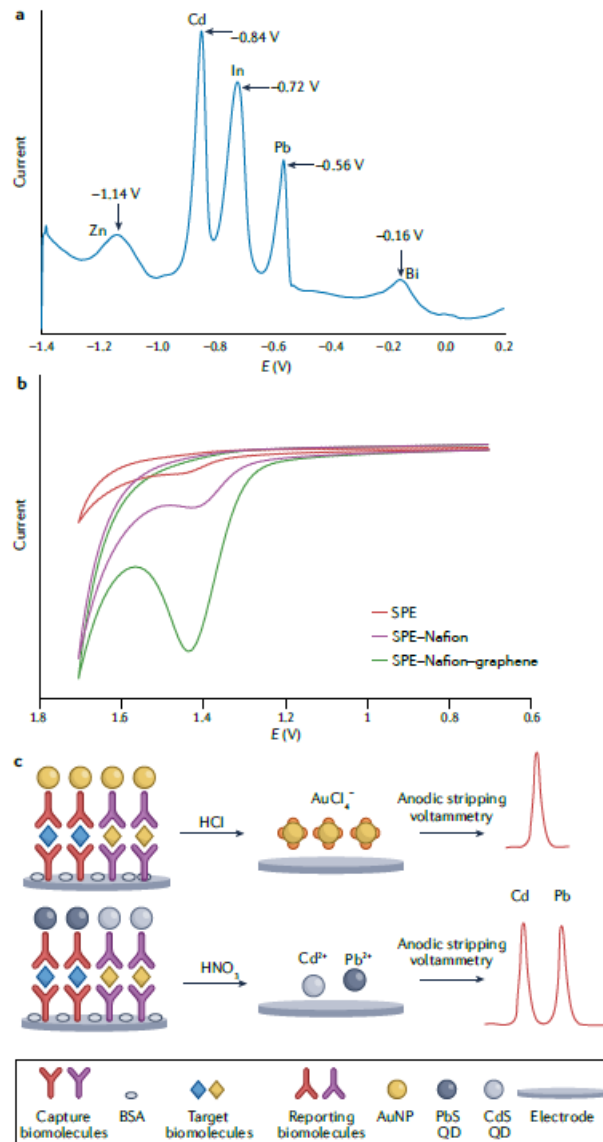 a
Cd
−0.84 V
In
−0.72 V
Pb
−0.56 V
−1.14 V
Zn
−0.16 V
Bi
Current
−1.4 −1.2 −1.0 −0.8 −0.6 −0.4 −0.2 0.0 0.2
E (V)
b
Current
SPE
SPE–Nafion
SPE–Nafion–graphene
1.8 1.6 1.4 1.2 1 0.8 0.6
E (V)
c
HCl
AuCl₄⁻
Anodic stripping
voltammetry
HNO₃
Cd²⁺ Pb²⁺
Anodic stripping
voltammetry
Cd Pb
Capture
biomolecules
BSA
Target
biomolecules
Reporting
biomolecules
AuNP
PbS
QD
CdS
QD
Electrode